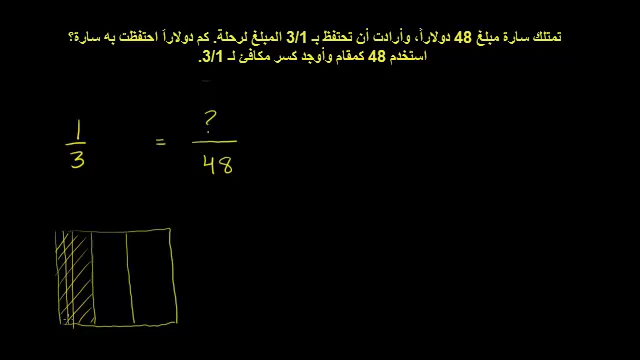 تمتلك سارة مبلغ 48 دولاراً، وأرادت أن تحتفظ بـ 3/1 المبلغ لرحلة. كم دولاراً احتفظت به سارة؟
استخدم 48 كمقام وأوجد كسر مكافئ لـ 3/1.
1/3 = ?/48